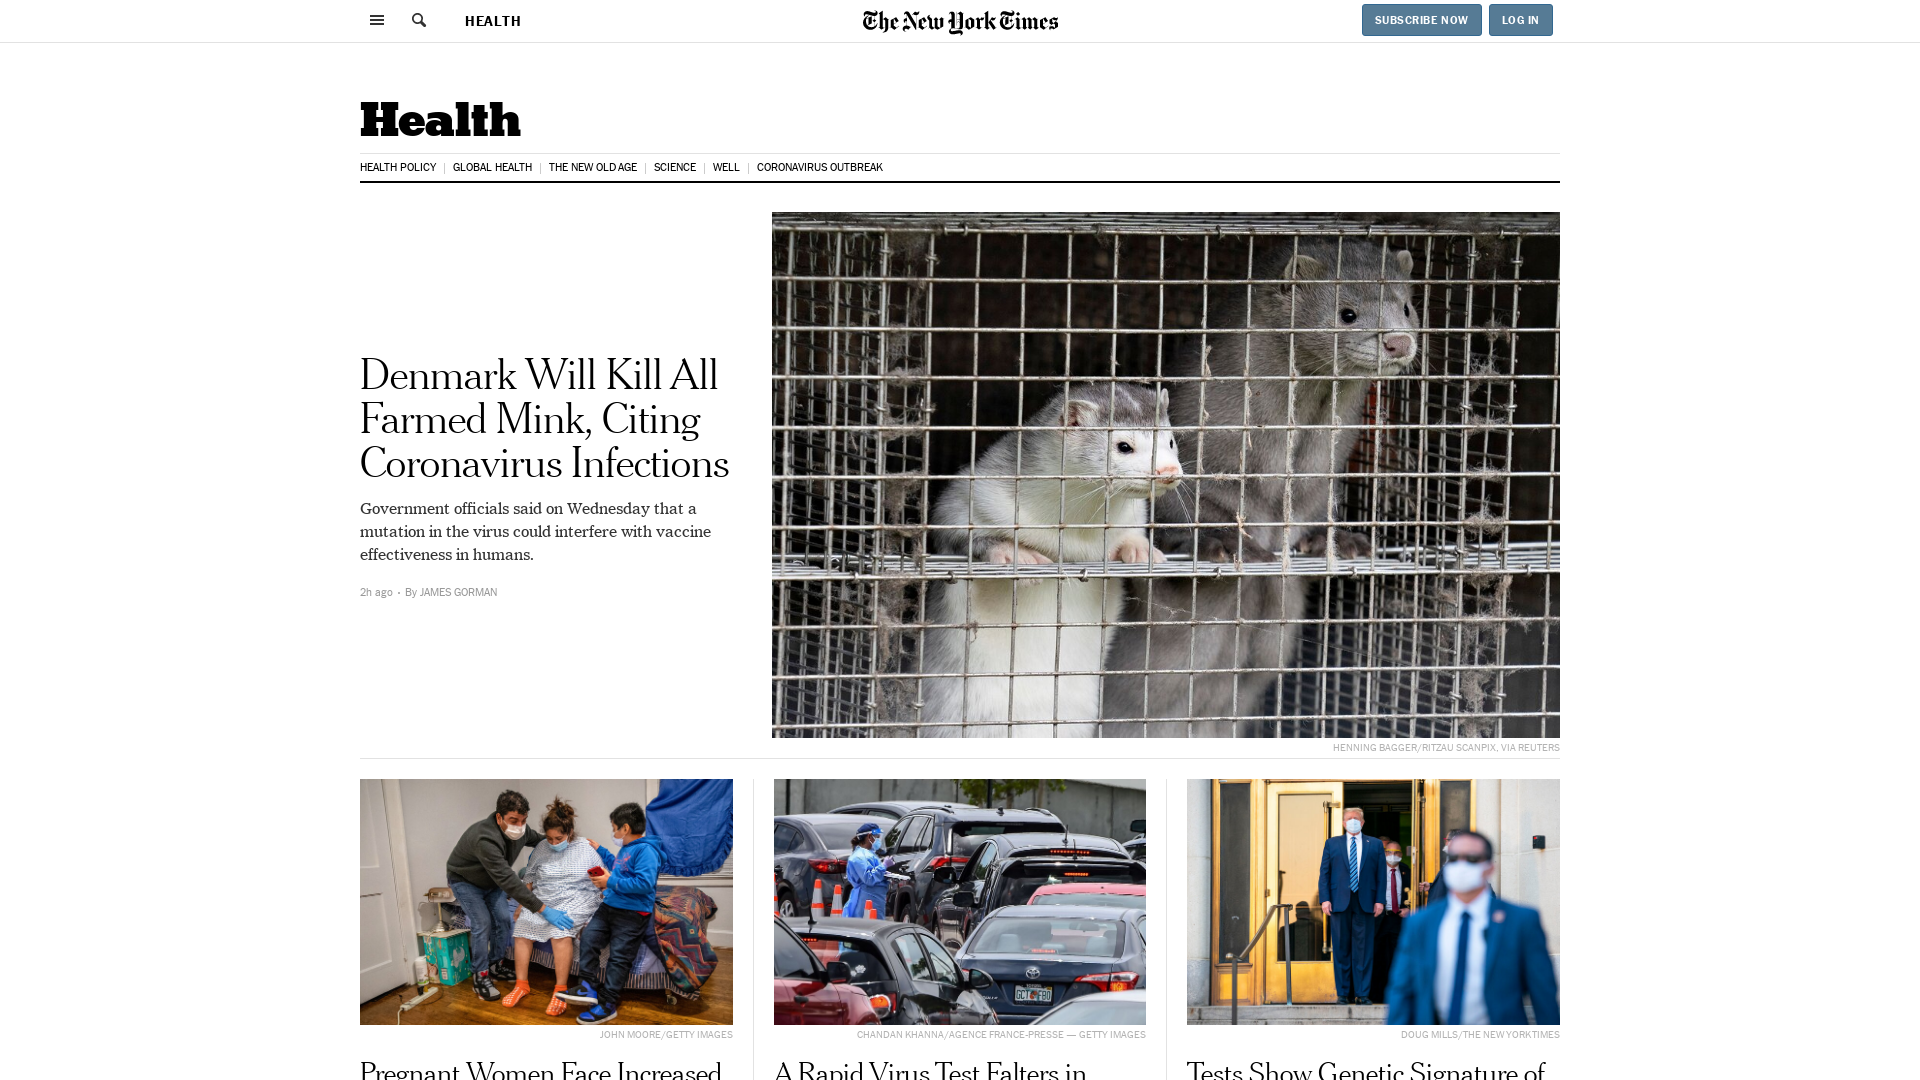 HEALTH
The New York Times
SUBSCRIBE NOW
LOG IN
Health
HEALTH POLICY
GLOBAL HEALTH
THE NEW OLD AGE
SCIENCE
WELL
CORONAVIRUS OUTBREAK
Denmark Will Kill All
Farmed Mink, Citing
Coronavirus Infections
Government officials said on Wednesday that a
mutation in the virus could interfere with vaccine
effectiveness in humans.
2h ago · By JAMES GORMAN
HENNING BAGGER/RITZAU SCANPIX, VIA REUTERS
JOHN MOORE/GETTY IMAGES
Pregnant Women Face Increased
CHANDAN KHANNA/AGENCE FRANCE-PRESSE — GETTY IMAGES
A Rapid Virus Test Falters in
DOUG MILLS/THE NEW YORK TIMES
Tests Show Genetic Signature of